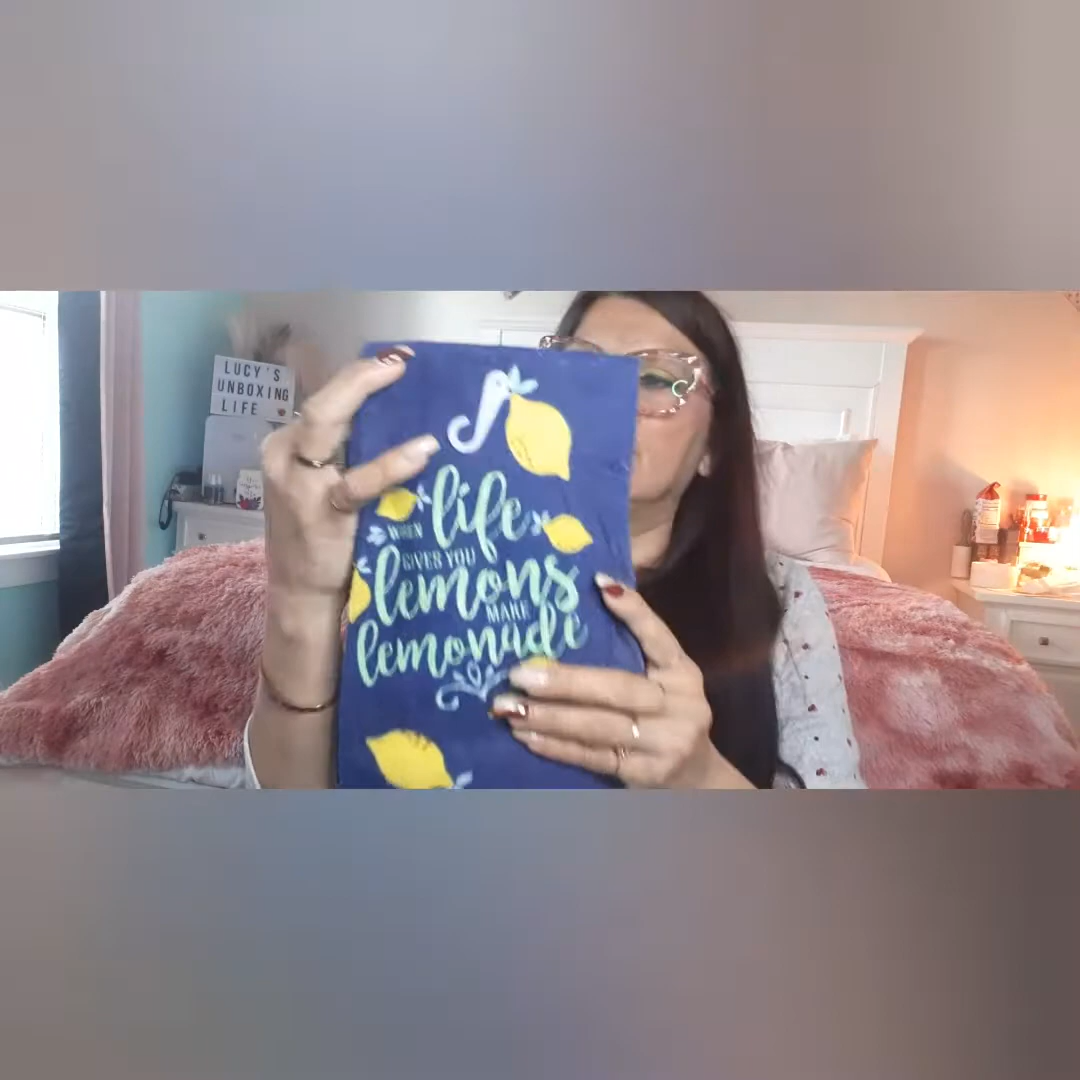 LUCY'S
UNBOXING
LIFE
WHEN life
GIVES YOU
lemons
MAKE
lemonade